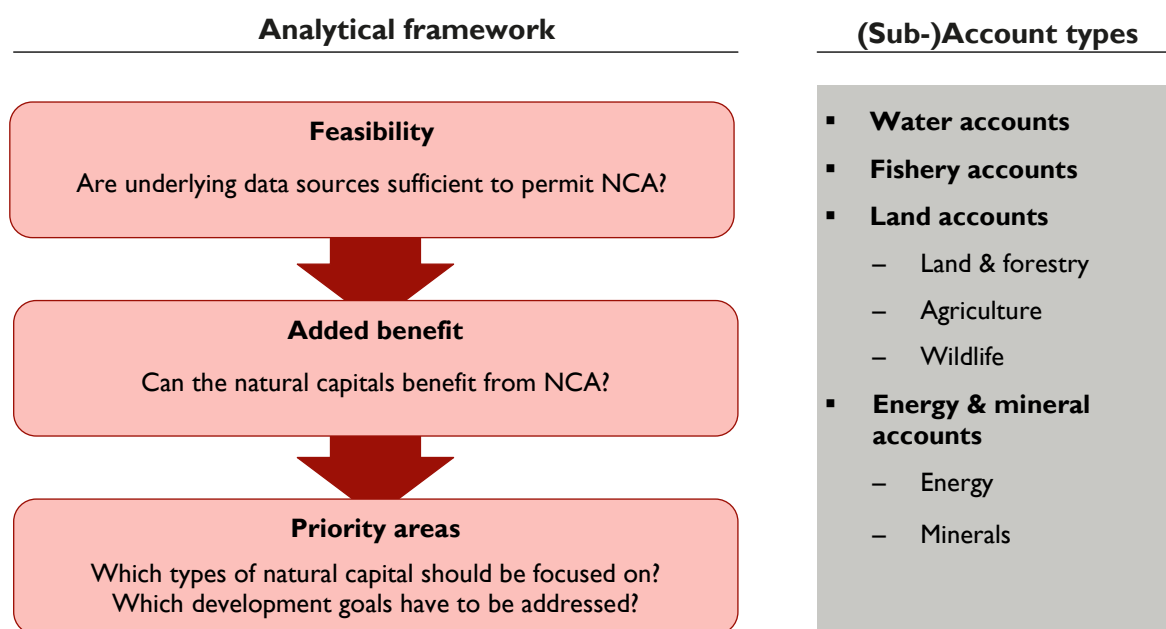 Analytical framework
Feasibility
Are underlying data sources sufficient to permit NCA?
Added benefit
Can the natural capitals benefit from NCA?
Priority areas
Which types of natural capital should be focused on?
Which development goals have to be addressed?
(Sub-)Account types
▪ Water accounts
▪ Fishery accounts
▪ Land accounts
– Land & forestry
– Agriculture
– Wildlife
▪ Energy & mineral
accounts
– Energy
– Minerals